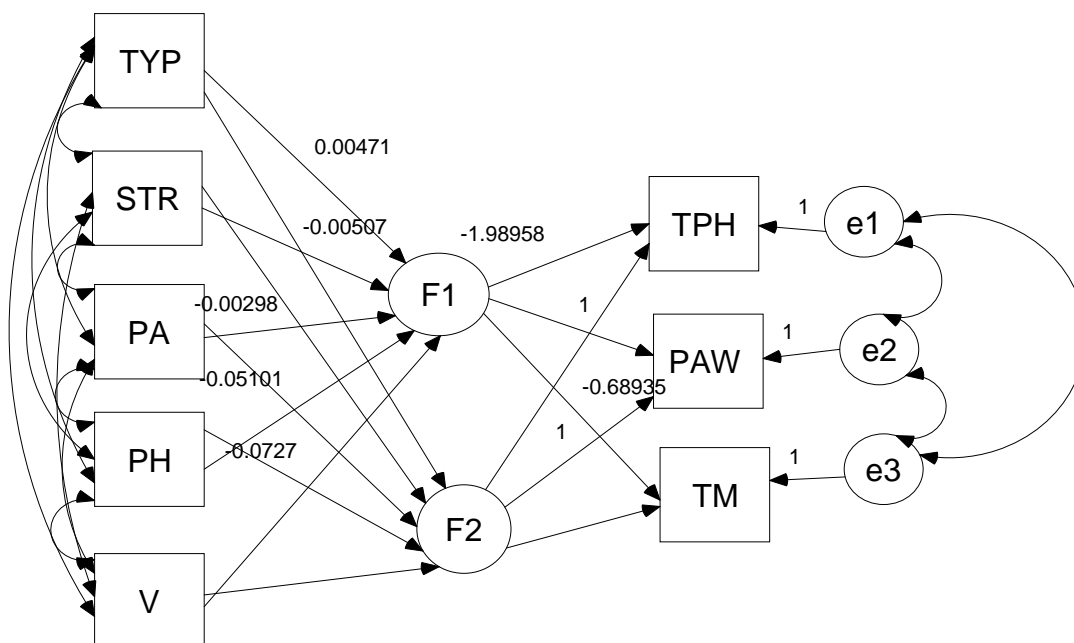 TYP
0.00471
STR
-0.00507
-1.98958
TPH
1
e1
F1
-0.00298
1
PA
-0.05101
PAW
1
e2
-0.68935
1
PH
-0.0727
TM
1
e3
F2
V